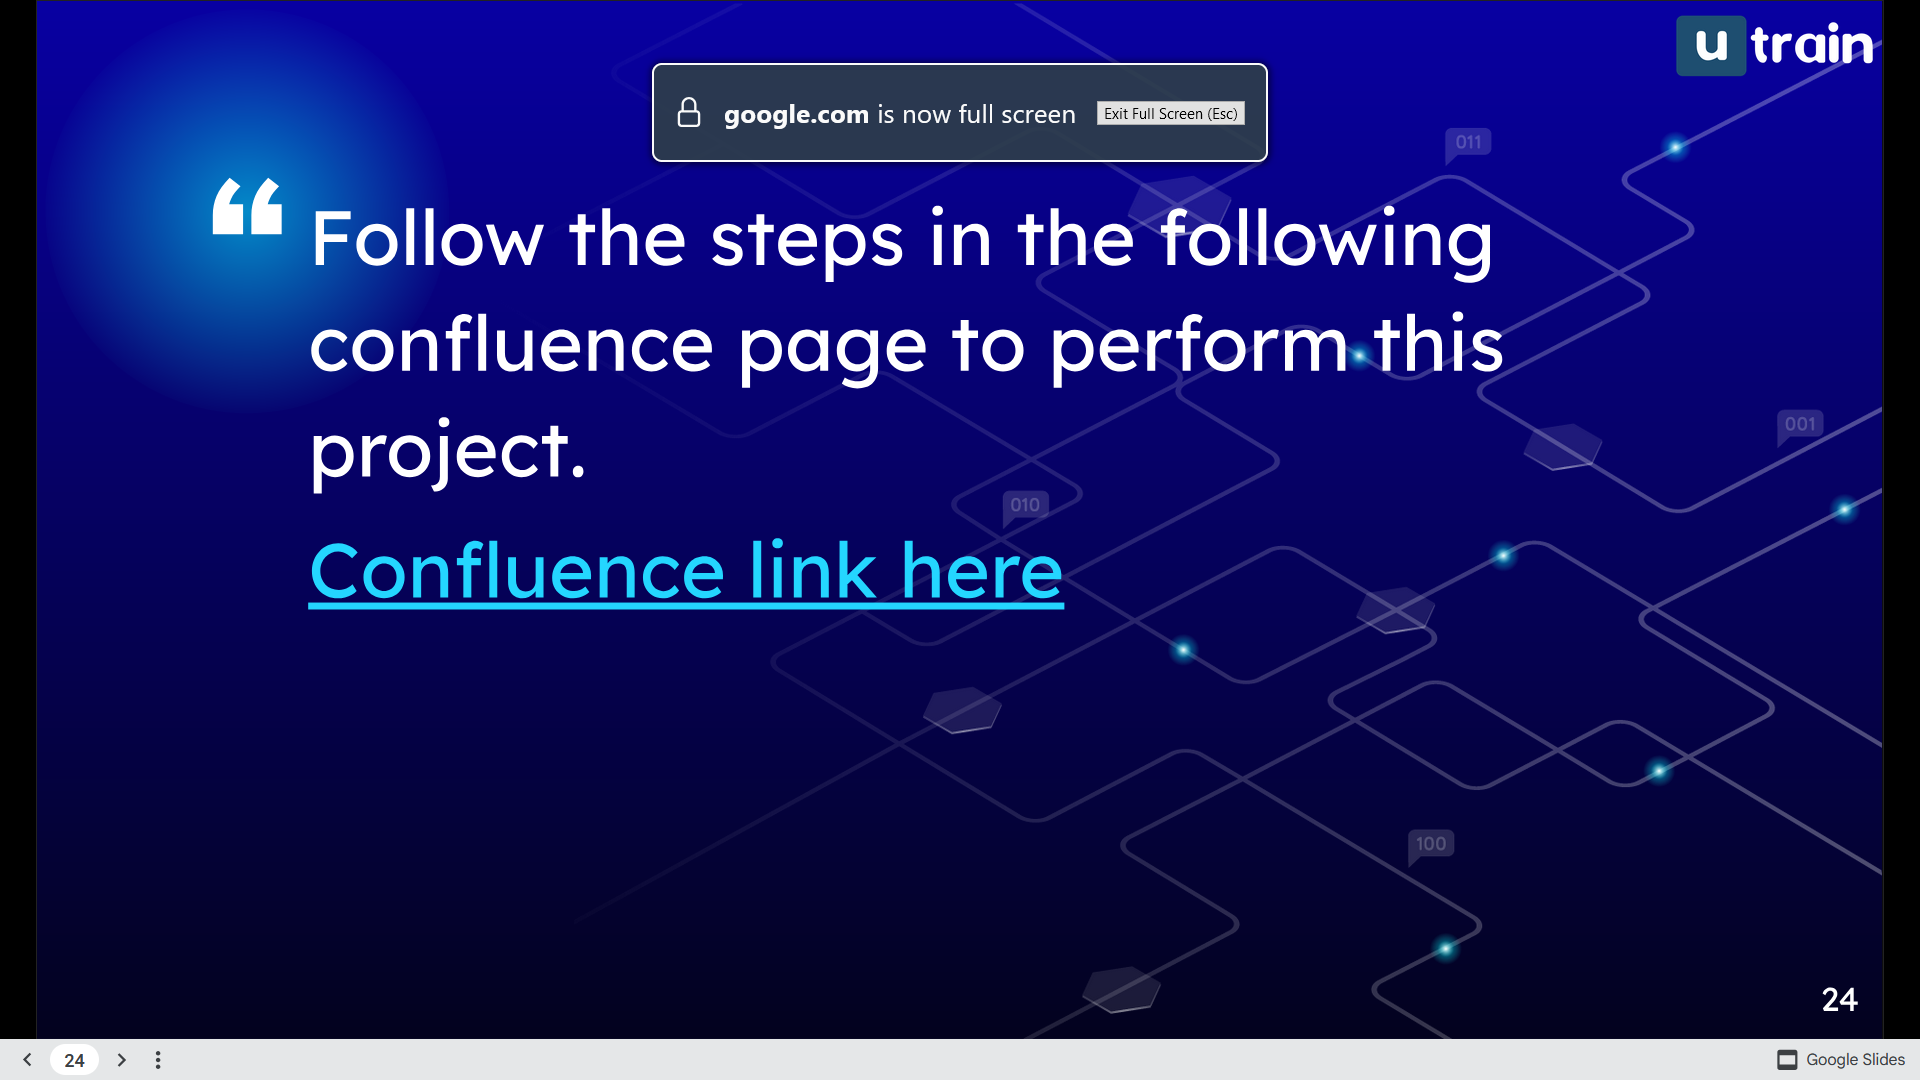 u train
google.com is now full screen Exit Full Screen (Esc)
011
“ Follow the steps in the following
confluence page to perform this
project.
001
010
Confluence link here
100
24
24
Google Slides